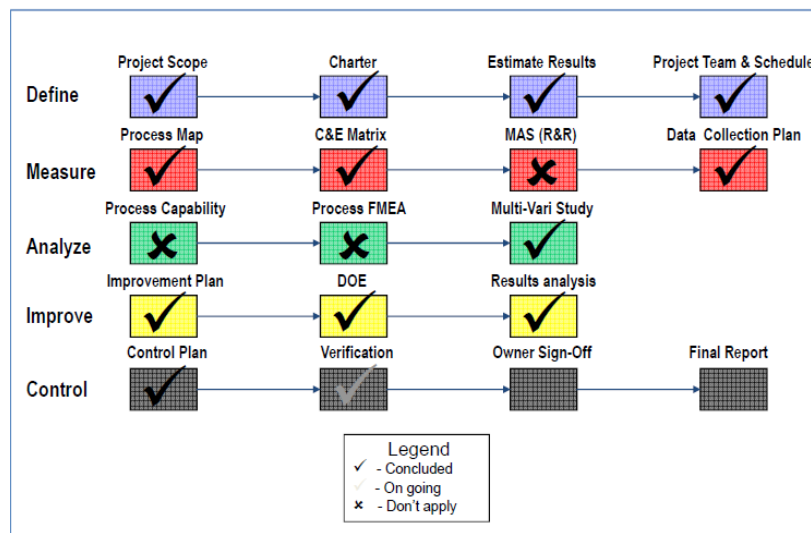 Project Scope Charter Estimate Results Project Team & Schedule
Define
Process Map C&E Matrix MAS (R&R) Data Collection Plan
Measure
Process Capability Process FMEA Multi-Vari Study
Analyze
Improvement Plan DOE Results analysis
Improve
Control Plan Verification Owner Sign-Off Final Report
Control
Legend
- Concluded
- On going
- Don't apply